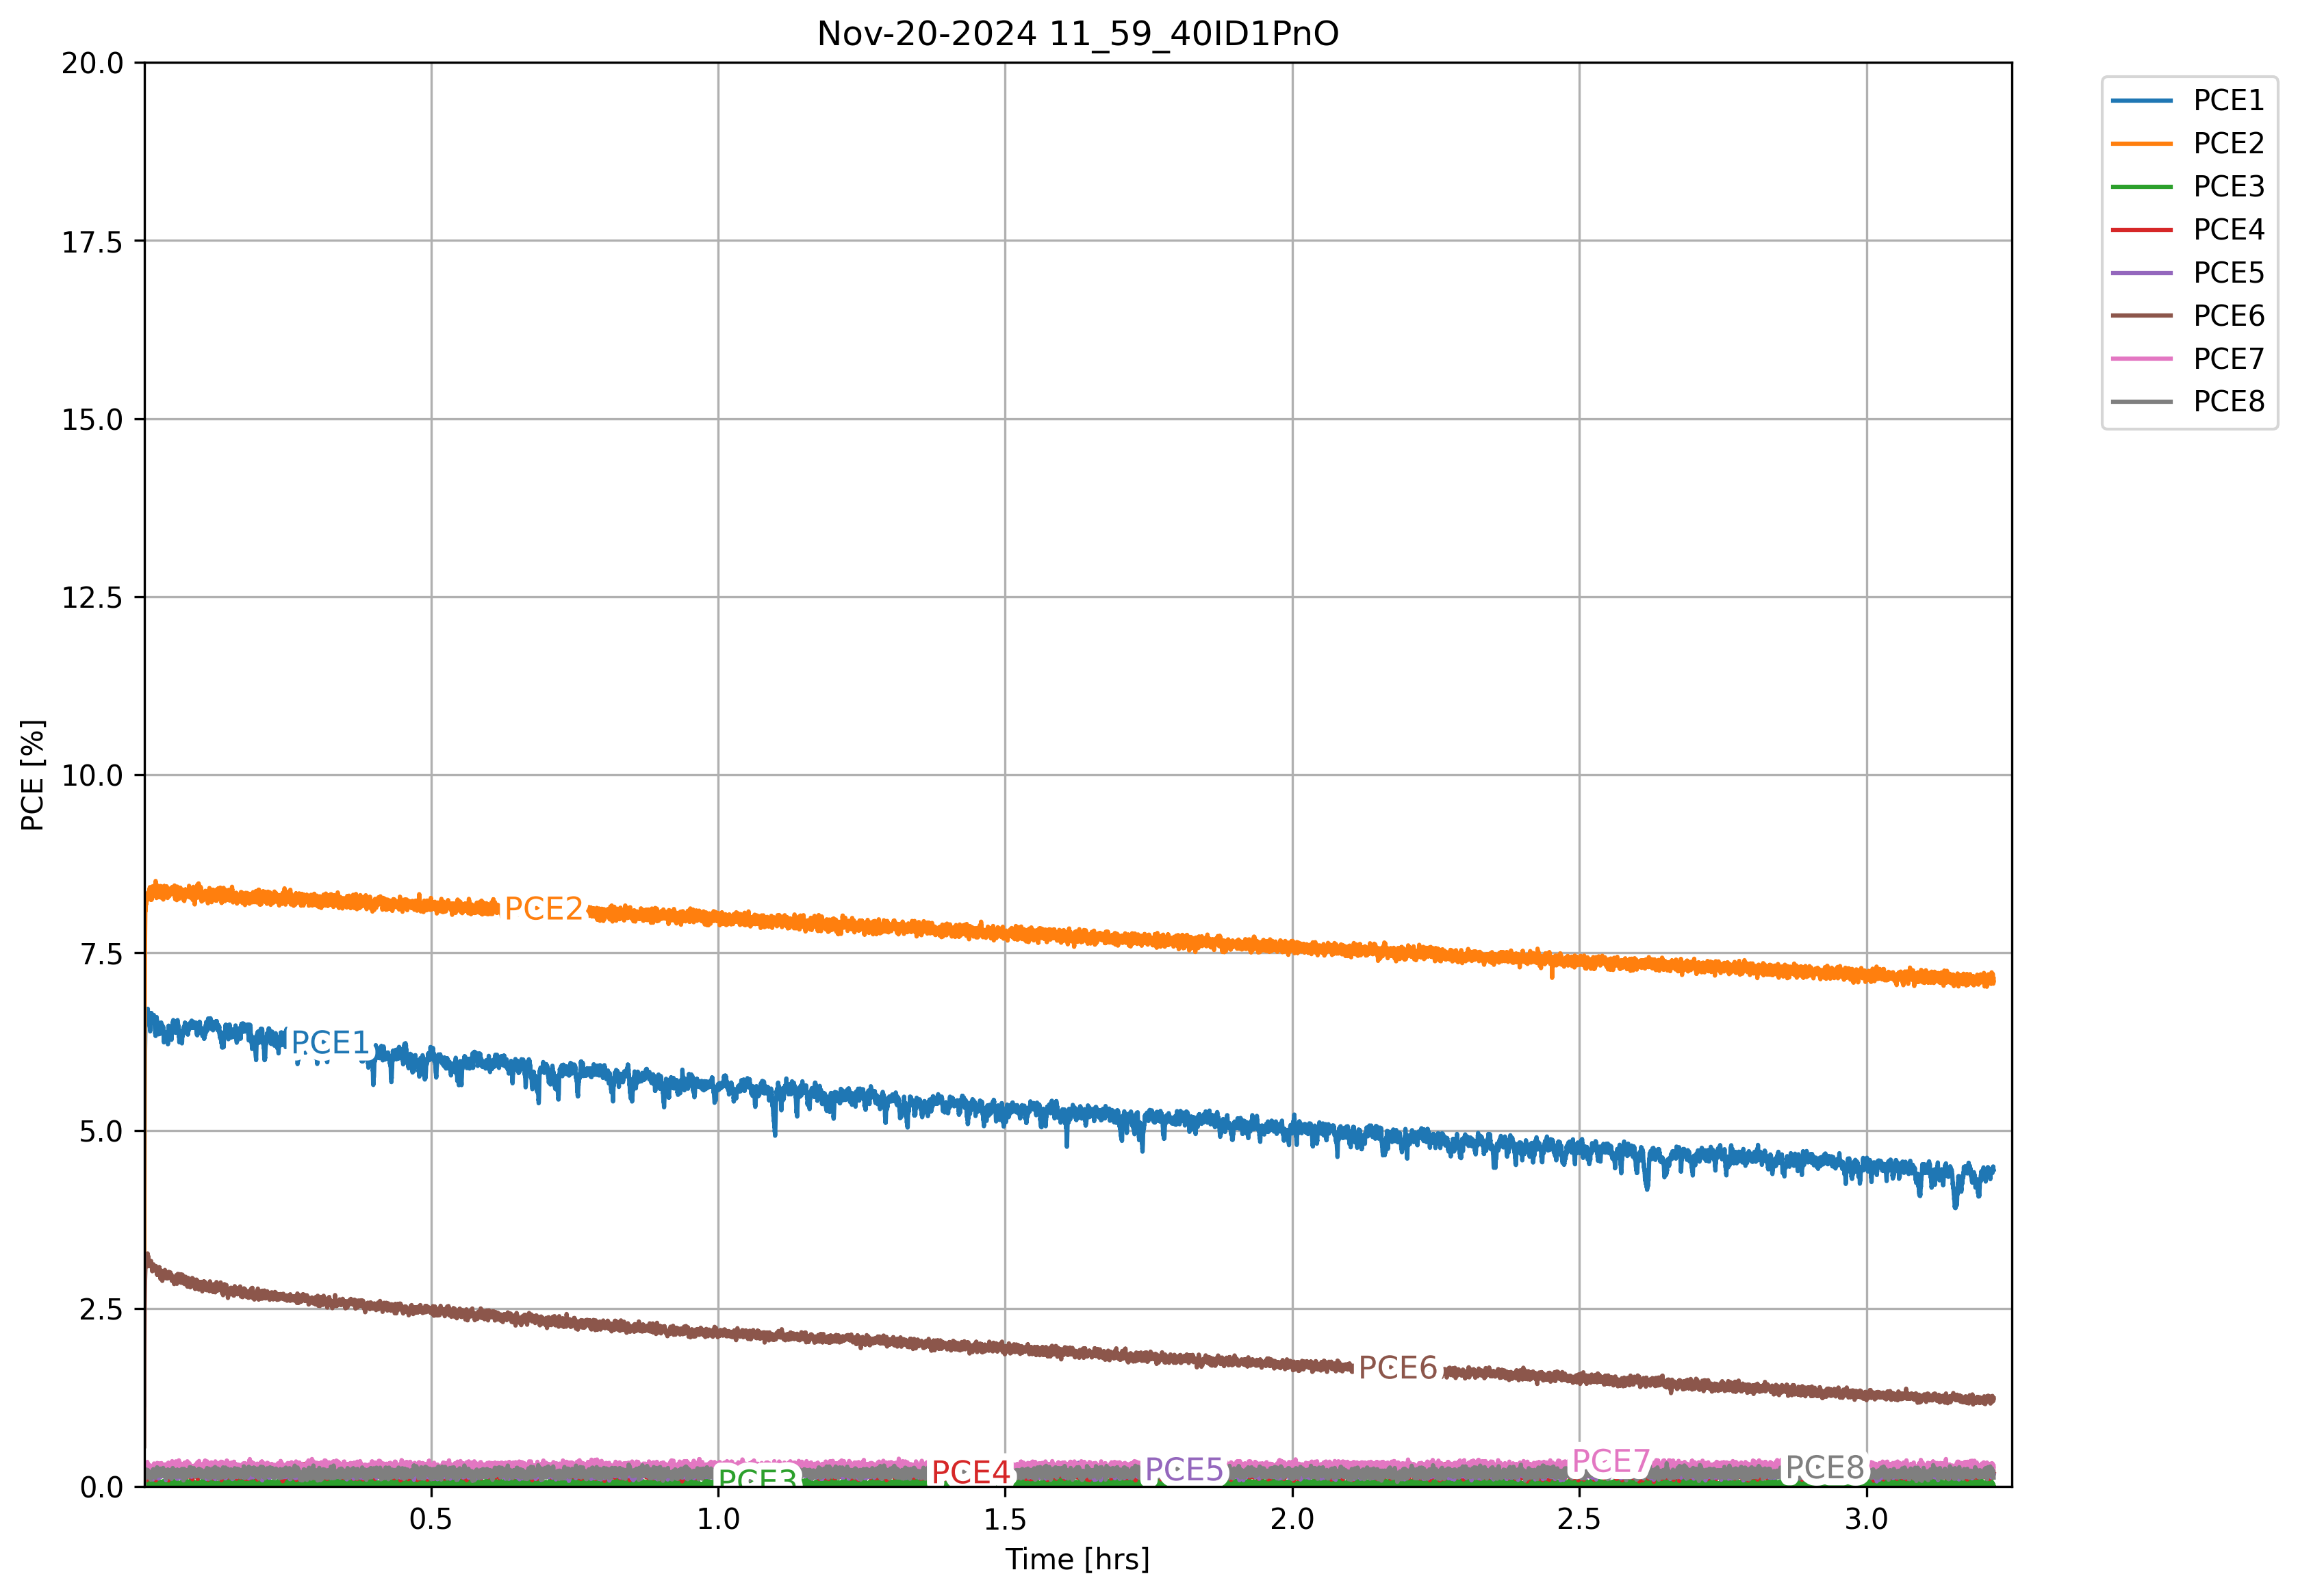 Nov-20-2024 11_59_40ID1PnO
20.0
17.5
15.0
12.5
10.0
7.5
5.0
2.5
0.0
PCE [%]
PCE2
PCE1
PCE6
PCE3
PCE4
PCE5
PCE7
PCE8
0.5
1.0
1.5
2.0
2.5
3.0
Time [hrs]
PCE1
PCE2
PCE3
PCE4
PCE5
PCE6
PCE7
PCE8